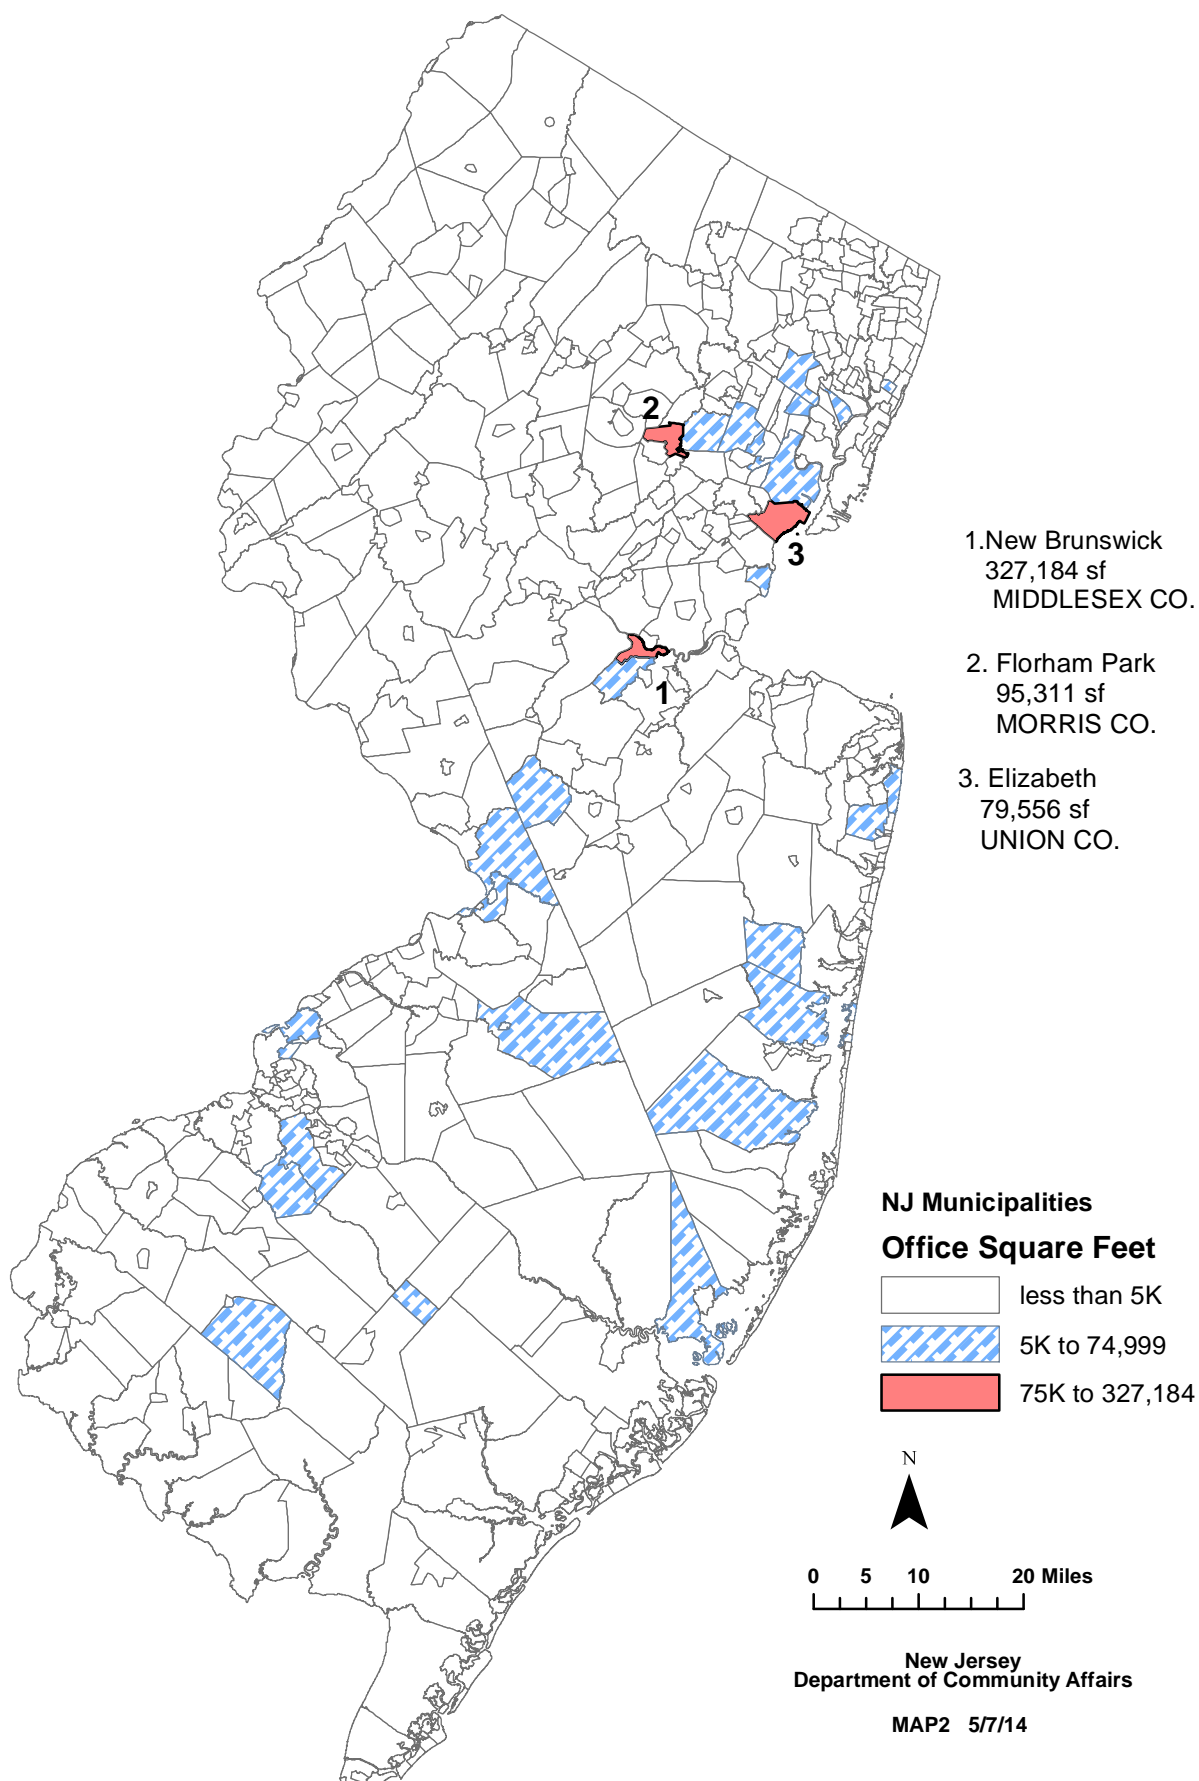 2
3
1
1.New Brunswick
327,184 sf
MIDDLESEX CO.
2. Florham Park
95,311 sf
MORRIS CO.
3. Elizabeth
79,556 sf
UNION CO.
NJ Municipalities
Office Square Feet
less than 5K
5K to 74,999
75K to 327,184
N
0 5 10 20 Miles
New Jersey
Department of Community Affairs
MAP2 5/7/14